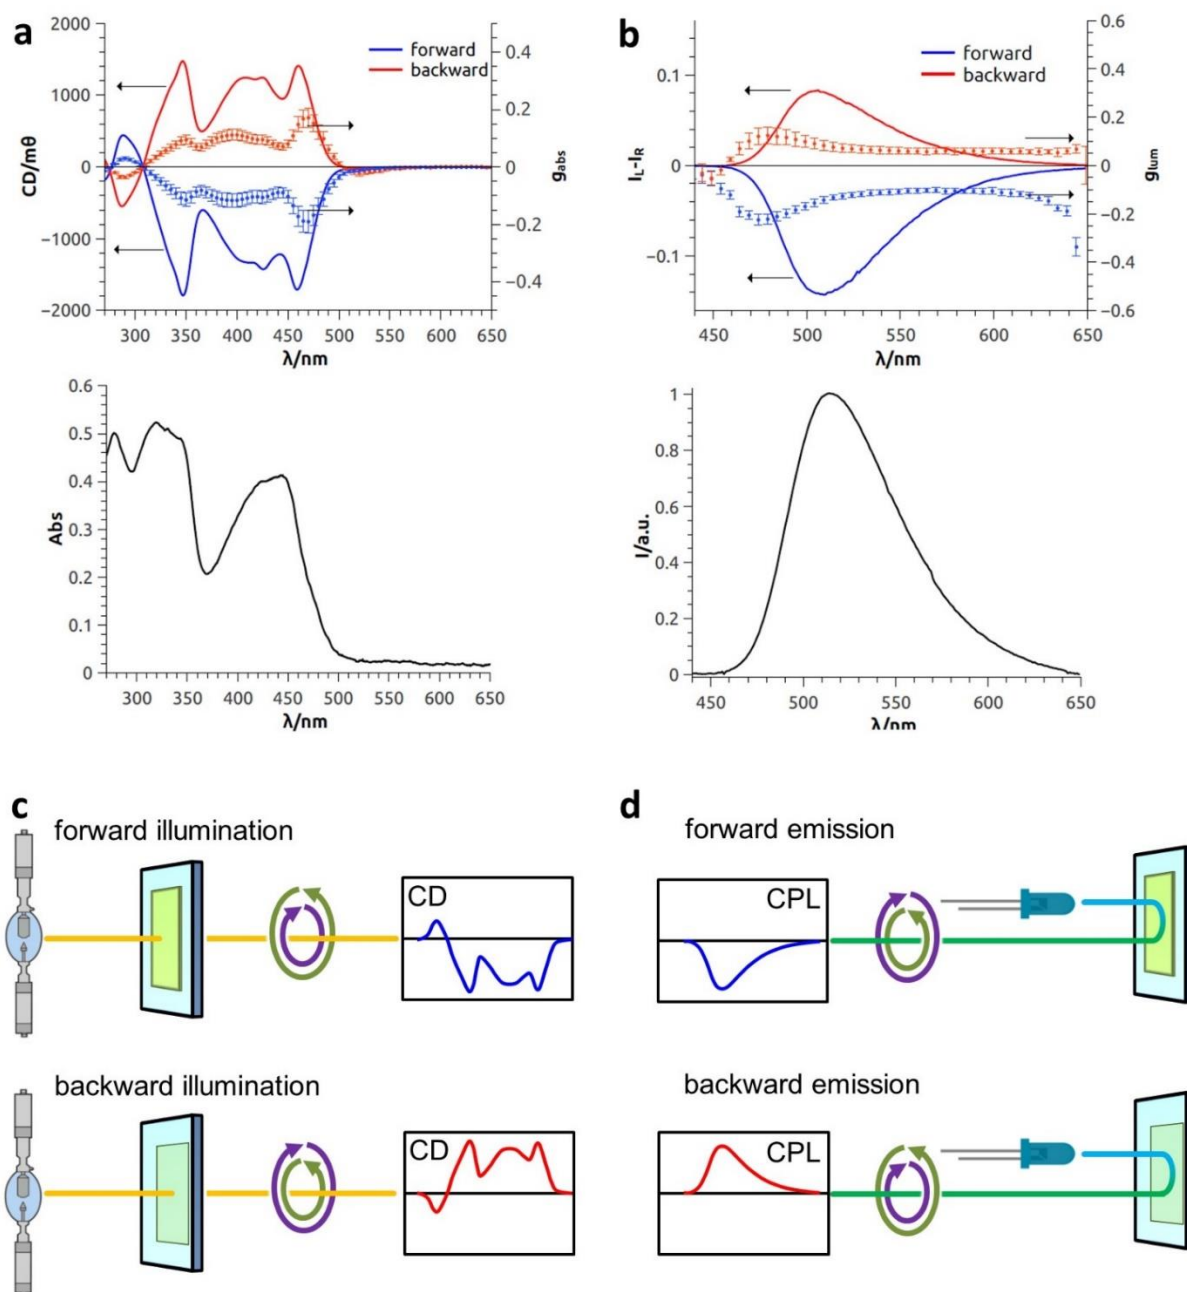 a
2000
1000
0
−1000
−2000
CD/mθ
forward
backward
0.4
0.2
0
−0.2
−0.4
gabs
300 350 400 450 500 550 600 650
λ/nm
b
0.1
0
−0.1
IL-IR
forward
backward
0.6
0.4
0.2
0
−0.2
−0.4
−0.6
glum
450 500 550 600 650
λ/nm
0.6
0.5
0.4
0.3
0.2
0.1
0
Abs
300 350 400 450 500 550 600 650
λ/nm
1
0.8
0.6
0.4
0.2
0
I/a.u.
450 500 550 600 650
λ/nm
c
forward illumination
CD
backward illumination
CD
d
forward emission
CPL
backward emission
CPL